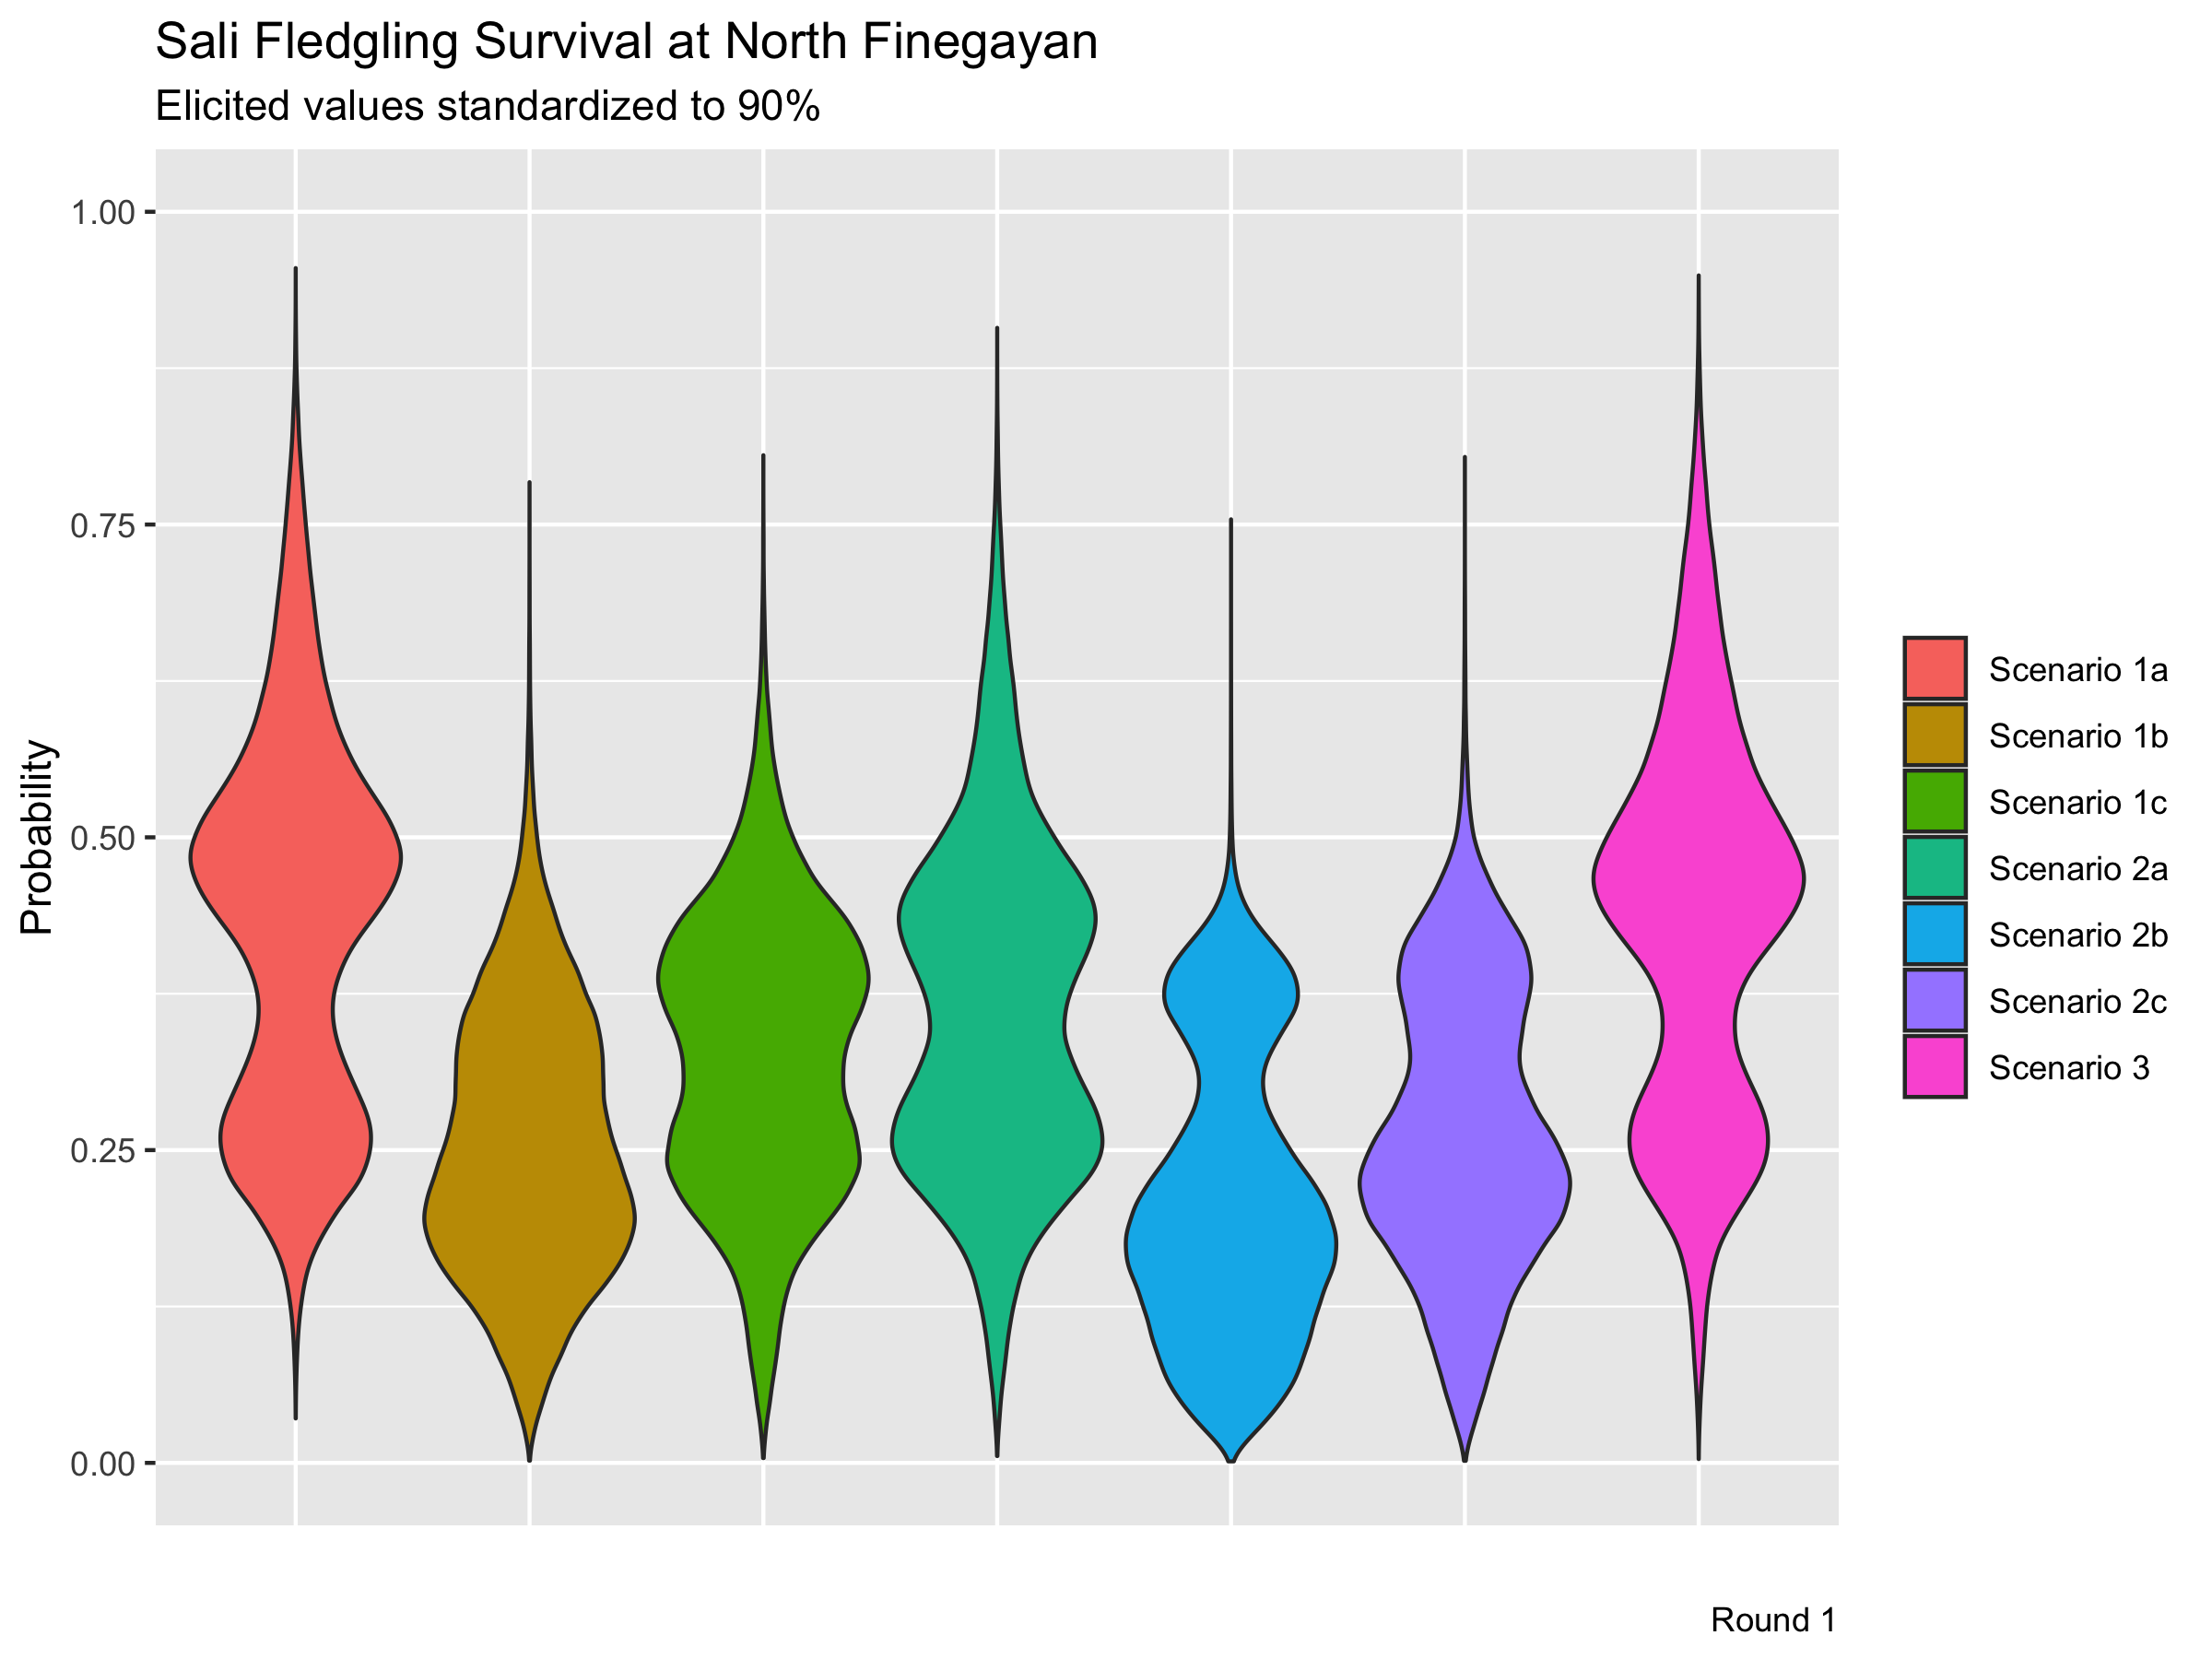 Sali Fledgling Survival at North Finegayan
Elicited values standardized to 90%
1.00
0.75
0.50
0.25
0.00
Probability
Scenario 1a
Scenario 1b
Scenario 1c
Scenario 2a
Scenario 2b
Scenario 2c
Scenario 3
Round 1